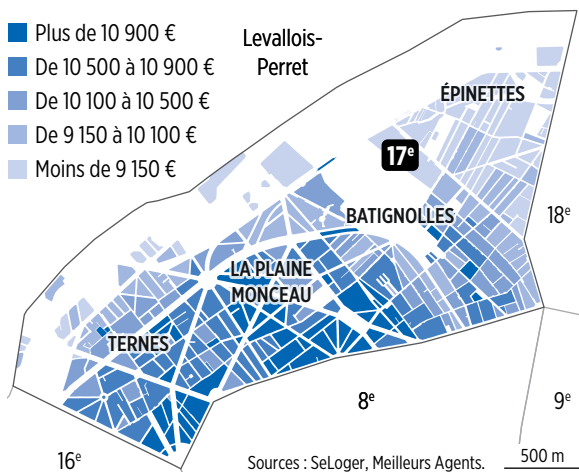 Plus de 10 900 €
De 10 500 à 10 900 €
De 10 100 à 10 500 €
De 9 150 à 10 100 €
Moins de 9 150 €
Levallois-
Perret
ÉPINETTES
17e
18e
BATIGNOLLES
LA PLAINE
MONCEAU
TERNES
8e
9e
16e
Sources : SeLoger, Meilleurs Agents.
500 m